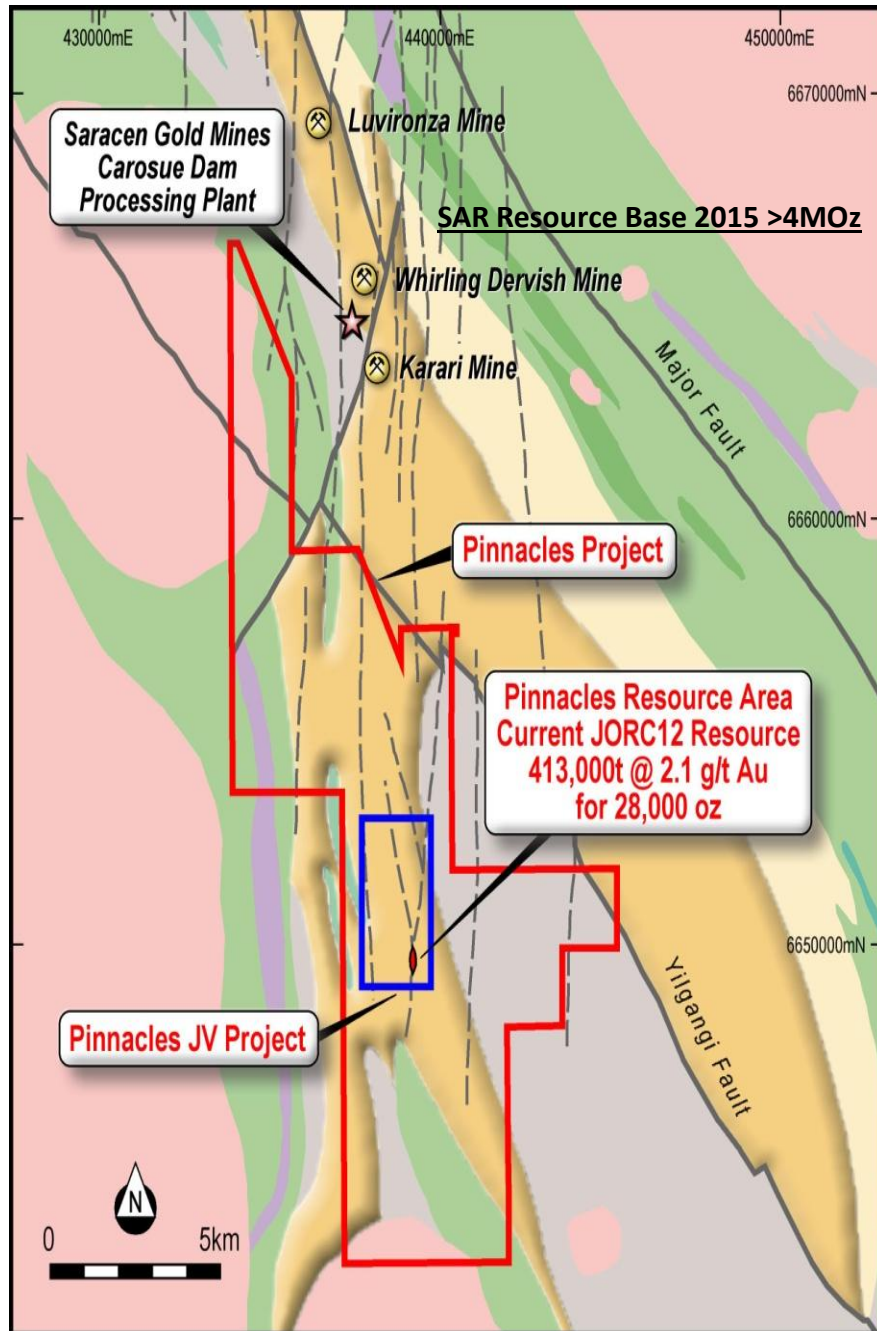 430000mE
440000mE
450000mE
6670000mN
Luvironza Mine
Saracen Gold Mines
Carosue Dam
Processing Plant
SAR Resource Base 2015 >4MOz
Whirling Dervish Mine
Karari Mine
Major Fault
6660000mN
Pinnacles Project
Pinnacles Resource Area
Current JORC12 Resource
413,000t @ 2.1 g/t Au
for 28,000 oz
6650000mN
Pinnacles JV Project
Yilgangi Fault
N
0
5km